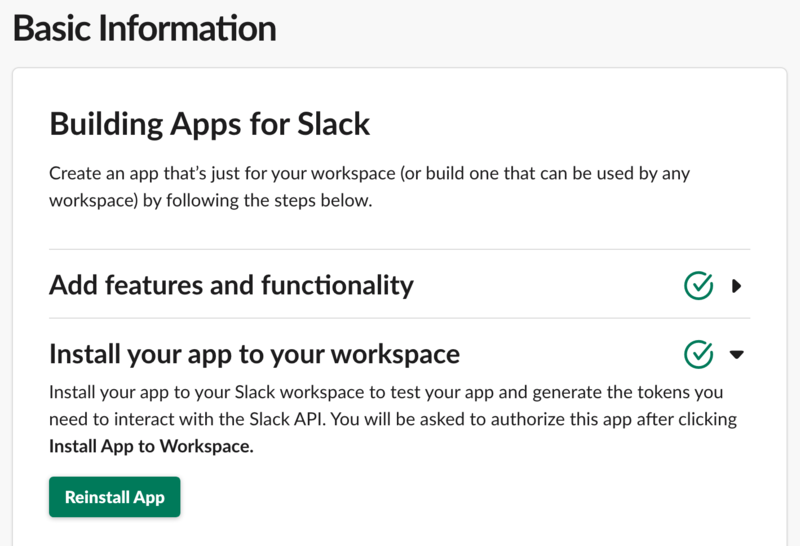 Basic Information
Building Apps for Slack
Create an app that's just for your workspace (or build one that can be used by any
workspace) by following the steps below.
Add features and functionality
Install your app to your workspace
Install your app to your Slack workspace to test your app and generate the tokens you
need to interact with the Slack API. You will be asked to authorize this app after clicking
Install App to Workspace.
Reinstall App